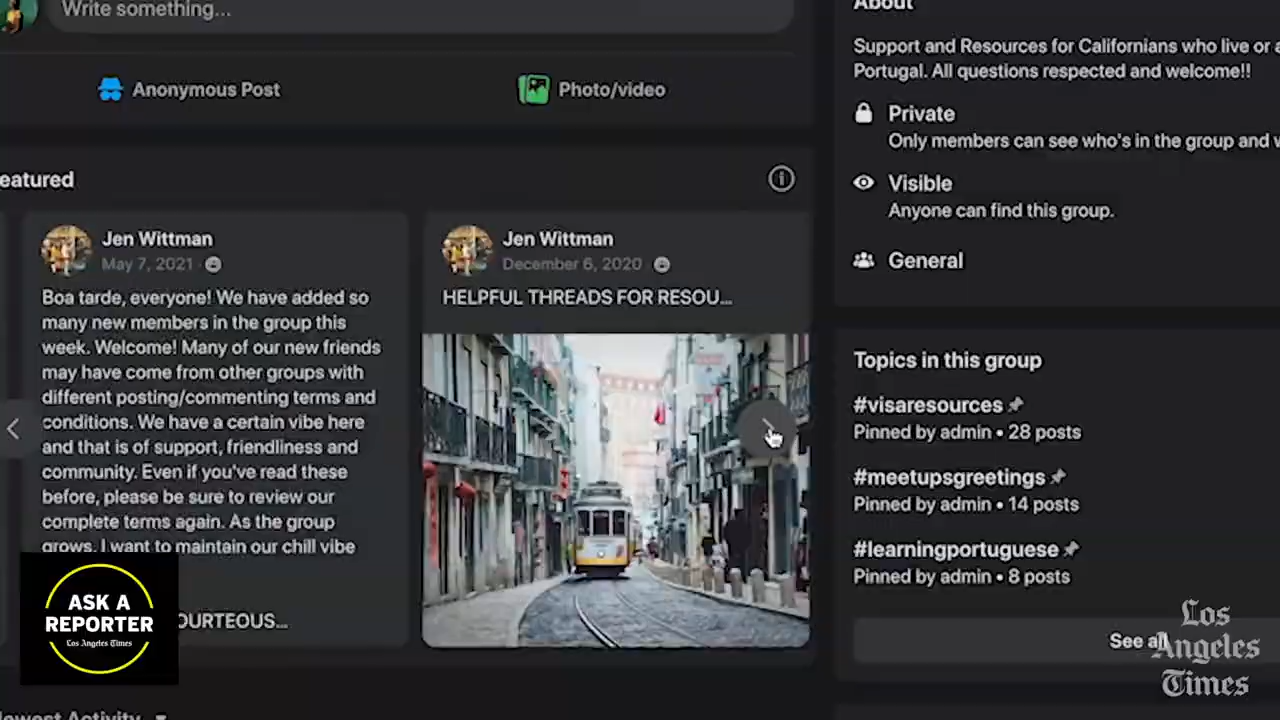 Write something...
Anonymous Post
Photo/video
eatured
Jen Wittman
May 7, 2021
Boa tarde, everyone! We have added so
many new members in the group this
week. Welcome! Many of our new friends
may have come from other groups with
different posting/commenting terms and
conditions. We have a certain vibe here
and that is of support, friendliness and
community. Even if you've read these
before, please be sure to review our
complete terms again. As the group
grows, I want to maintain our chill vibe
OURTEOUS...
Jen Wittman
December 6, 2020
HELPFUL THREADS FOR RESOU...
About
Support and Resources for Californians who live or a
Portugal. All questions respected and welcome!!
Private
Only members can see who's in the group and w
Visible
Anyone can find this group.
General
Topics in this group
#visaresources
Pinned by admin • 28 posts
#meetupsgreetings
Pinned by admin • 14 posts
#learningportuguese
Pinned by admin • 8 posts
See all
ewest Activity
ASK A
REPORTER
Los Angeles Times
Los
Angeles
Times